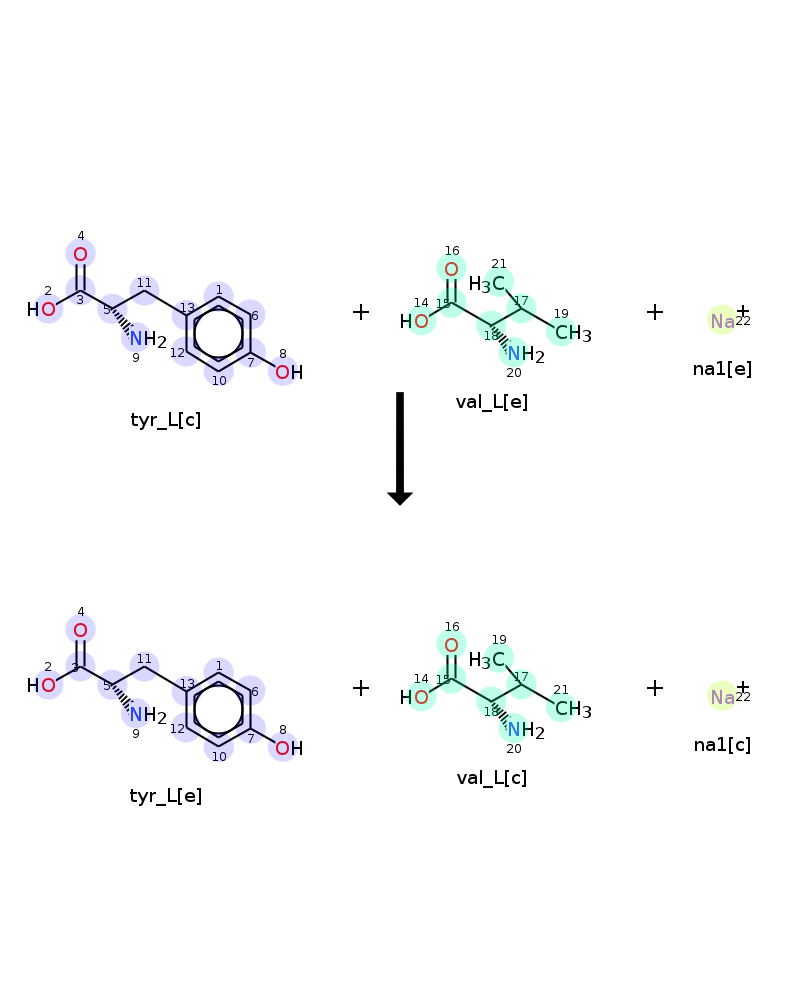 4 16 21
O O H3C
2 11 1 14 15 17 19
HO 3 5 13 6 + HO 18 CH3 + Na 22 +
NH2 12 7 8 NH2 na1[e]
9 10 OH 20
tyr_L[c] val_L[e]
4 16 19
O O H3C
2 11 1 14 15 17 21
HO 3 5 13 6 + HO 18 CH3 + Na 22 +
NH2 12 7 8 NH2 na1[c]
9 10 OH 20
tyr_L[e] val_L[c]